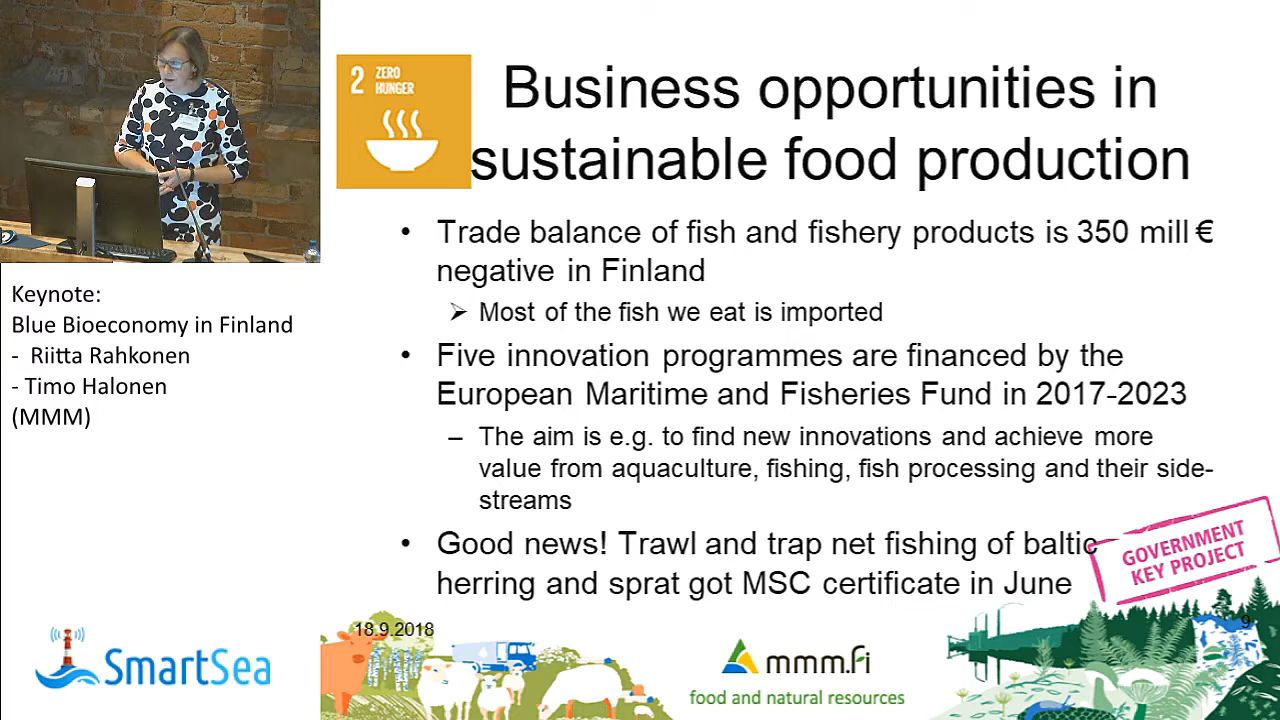 2 ZERO
HUNGER
Business opportunities in
sustainable food production
• Trade balance of fish and fishery products is 350 mill €
negative in Finland
➢ Most of the fish we eat is imported
• Five innovation programmes are financed by the
European Maritime and Fisheries Fund in 2017-2023
– The aim is e.g. to find new innovations and achieve more
value from aquaculture, fishing, fish processing and their side-
streams
• Good news! Trawl and trap net fishing of baltic
herring and sprat got MSC certificate in June
GOVERNMENT
KEY PROJECT
Keynote:
Blue Bioeconomy in Finland
- Riitta Rahkonen
- Timo Halonen
(MMM)
SmartSea
18.9.2018
mmm.fi
food and natural resources
9